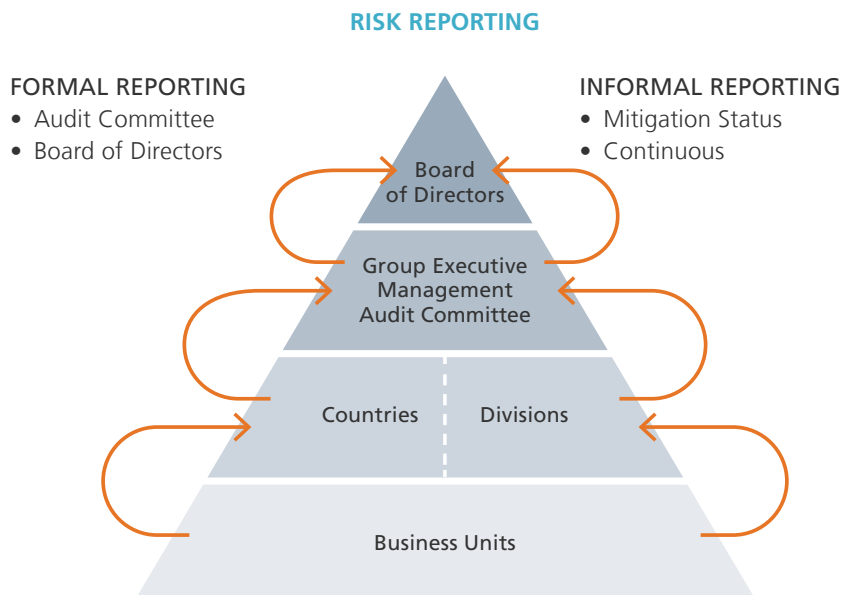 RISK REPORTING
FORMAL REPORTING
• Audit Committee
• Board of Directors
INFORMAL REPORTING
• Mitigation Status
• Continuous
Board
of Directors
Group Executive
Management
Audit Committee
Countries
Divisions
Business Units